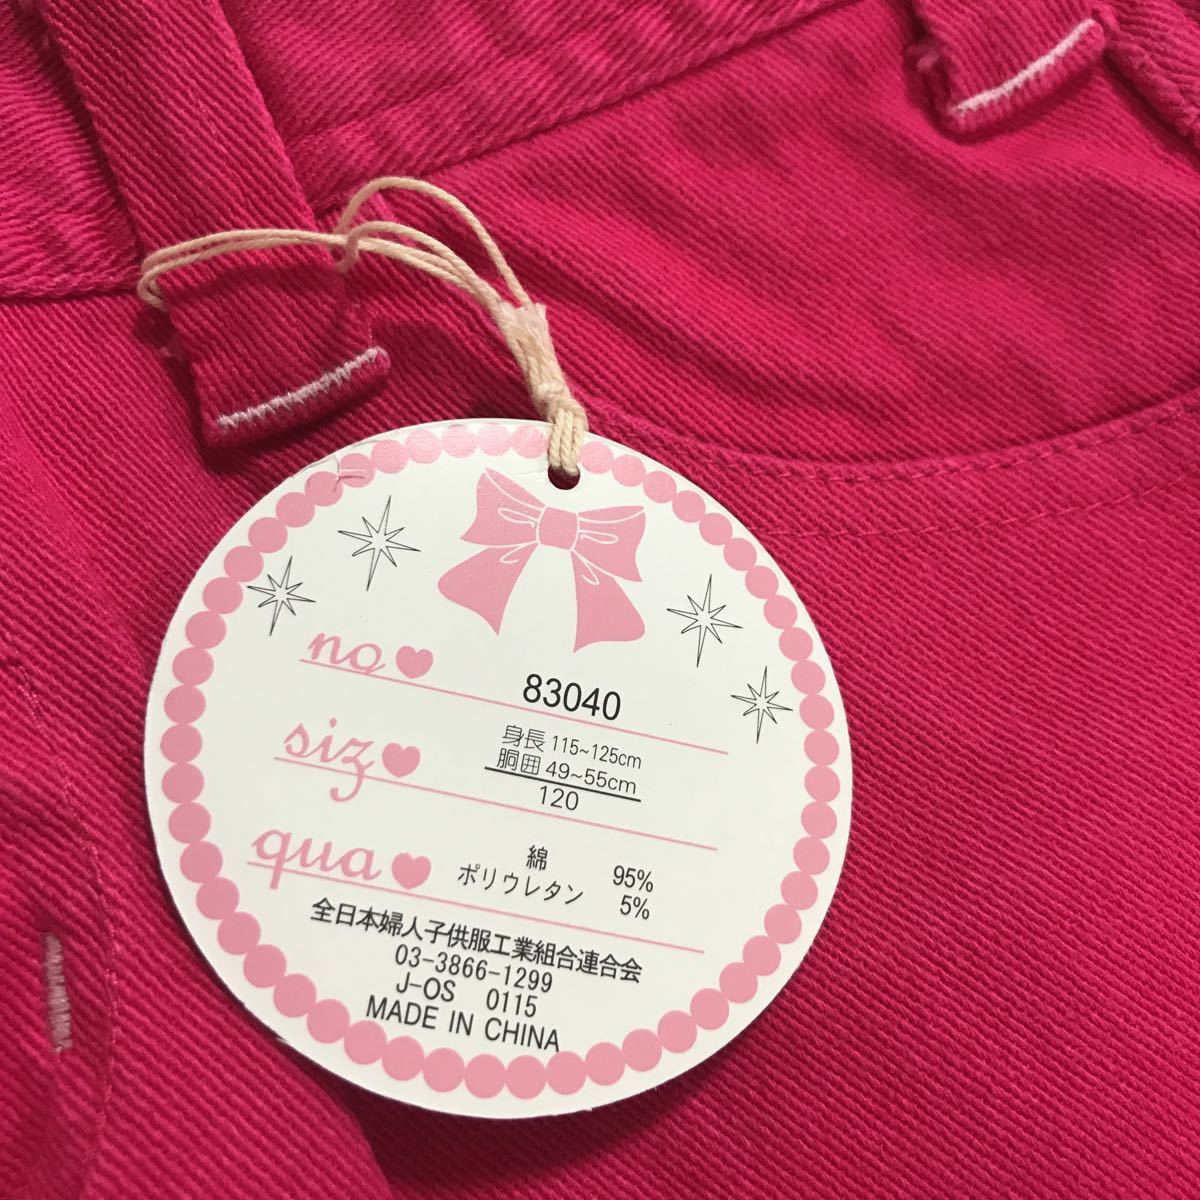 no
83040
siz
身長 115~125cm
胴囲 49~55cm
120
qua
綿 95%
ポリウレタン 5%
全日本婦人子供服工業組合連合会
03-3866-1299
J-OS 0115
MADE IN CHINA